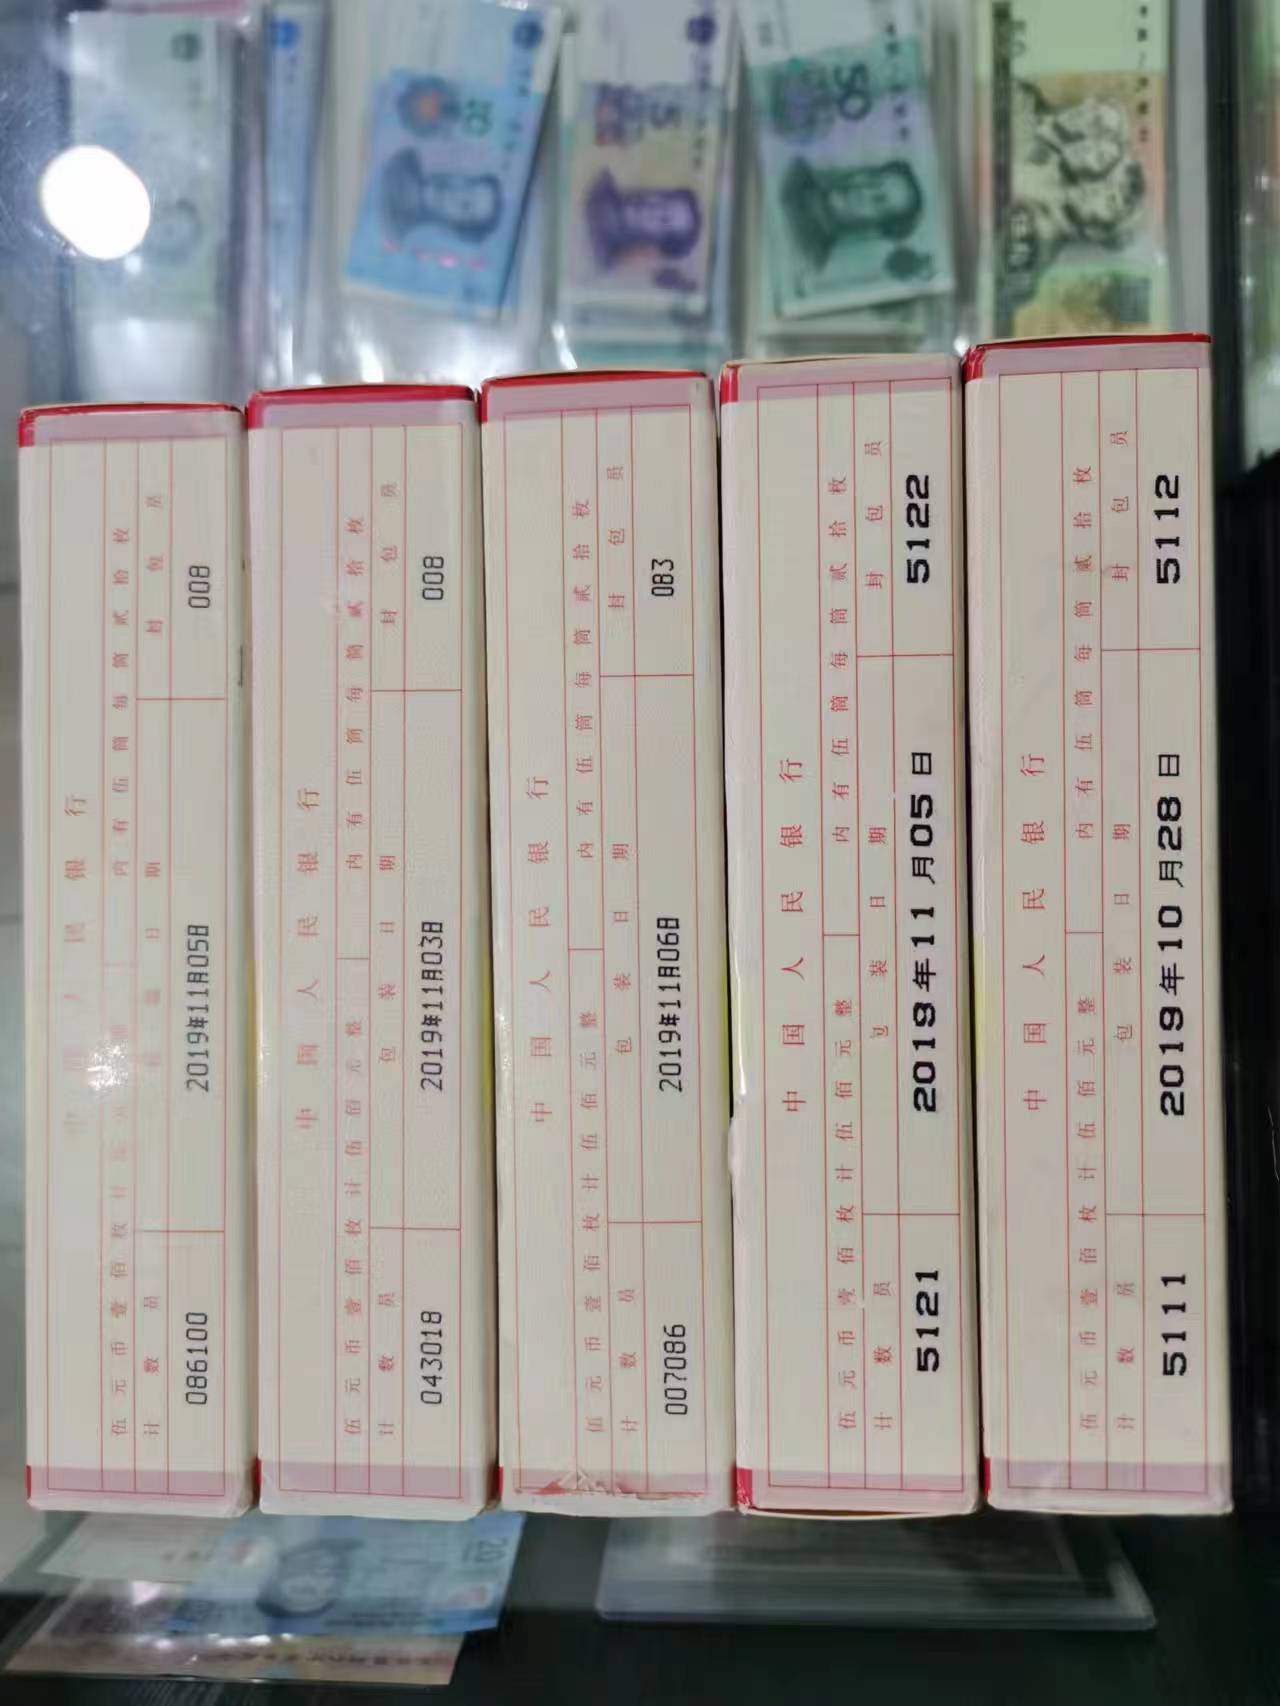 中国人民银行
伍元币壹佰枚计伍佰元整
内有伍筒每筒贰拾枚
计数员
包装日期
封包员
086100
2019年11月05日
008
中国人民银行
伍元币壹佰枚计伍佰元整
内有伍筒每筒贰拾枚
计数员
包装日期
封包员
043018
2019年11月03日
008
中国人民银行
伍元币壹佰枚计伍佰元整
内有伍筒每筒贰拾枚
计数员
包装日期
封包员
007086
2019年11月06日
083
中国人民银行
伍元币壹佰枚计伍佰元整
内有伍筒每筒贰拾枚
计数员
包装日期
封包员
5121
2019年11月05日
5122
中国人民银行
伍元币壹佰枚计伍佰元整
内有伍筒每筒贰拾枚
计数员
包装日期
封包员
5111
2019年10月28日
5112
5
50
20